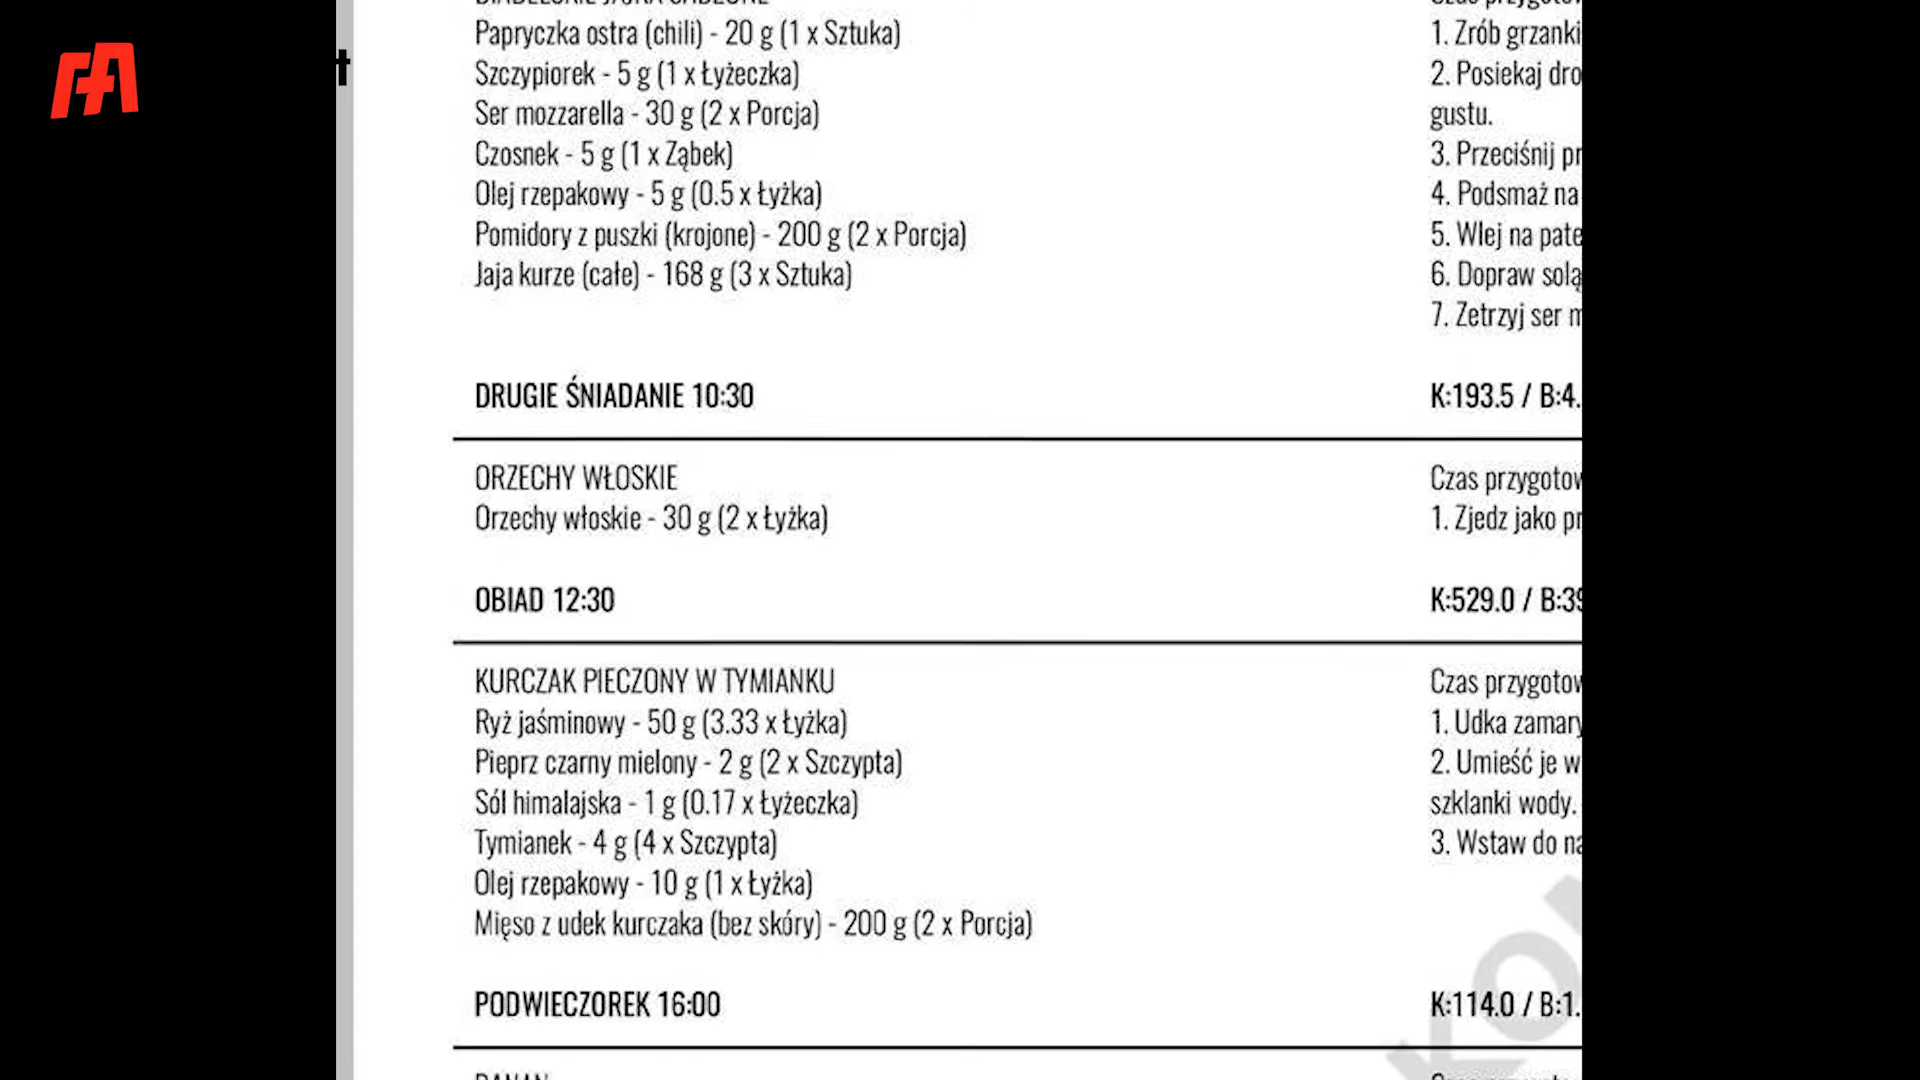 Papryczka ostra (chili) - 20 g (1 x Sztuka)
Szczypiorek - 5 g (1 x Łyżeczka)
Ser mozzarella - 30 g (2 x Porcja)
Czosnek - 5 g (1 x Ząbek)
Olej rzepakowy - 5 g (0.5 x Łyżka)
Pomidory z puszki (krojone) - 200 g (2 x Porcja)
Jaja kurze (całe) - 168 g (3 x Sztuka)
1. Zrób grzanki
2. Posiekaj dro
gustu.
3. Przeciśnij pr
4. Podsmaż na
5. Wlej na pate
6. Dopraw solą
7. Zetrzyj ser m
DRUGIE ŚNIADANIE 10:30
K:193.5 / B:4.
ORZECHY WŁOSKIE
Orzechy włoskie - 30 g (2 x Łyżka)
Czas przygotow
1. Zjedz jako pr
OBIAD 12:30
K:529.0 / B:39
KURCZAK PIECZONY W TYMIANKU
Ryż jaśminowy - 50 g (3.33 x Łyżka)
Pieprz czarny mielony - 2 g (2 x Szczypta)
Sól himalajska - 1 g (0.17 x Łyżeczka)
Tymianek - 4 g (4 x Szczypta)
Olej rzepakowy - 10 g (1 x Łyżka)
Mięso z udek kurczaka (bez skóry) - 200 g (2 x Porcja)
Czas przygotow
1. Udka zamary
2. Umieść je w
szklanki wody.
3. Wstaw do na
PODWIECZOREK 16:00
K:114.0 / B:1.